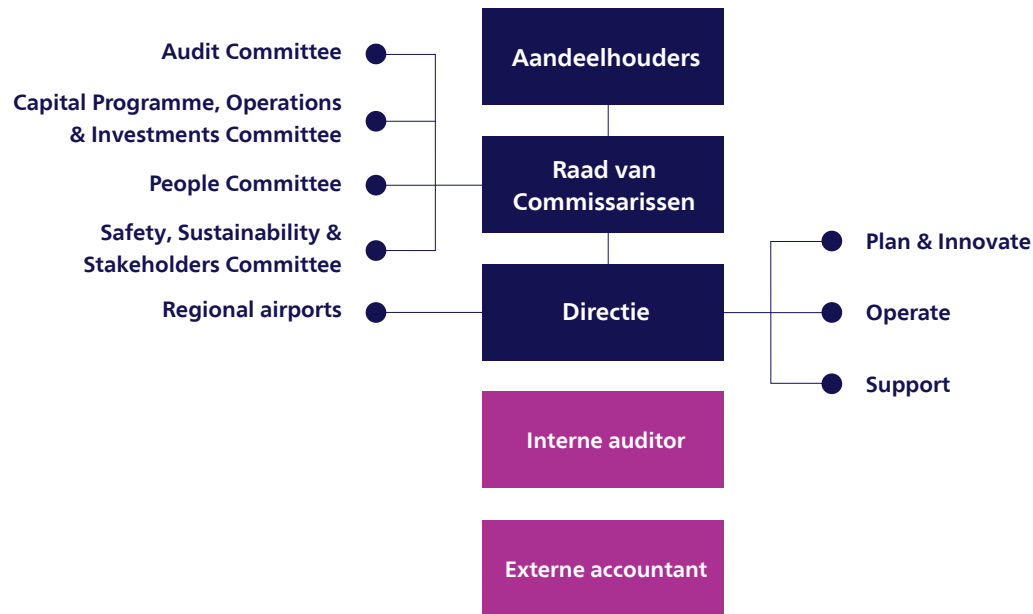 Audit Committee
Capital Programme, Operations
& Investments Committee
People Committee
Safety, Sustainability &
Stakeholders Committee
Regional airports
Aandeelhouders
Raad van
Commissarissen
Directie
Interne auditor
Externe accountant
Plan & Innovate
Operate
Support